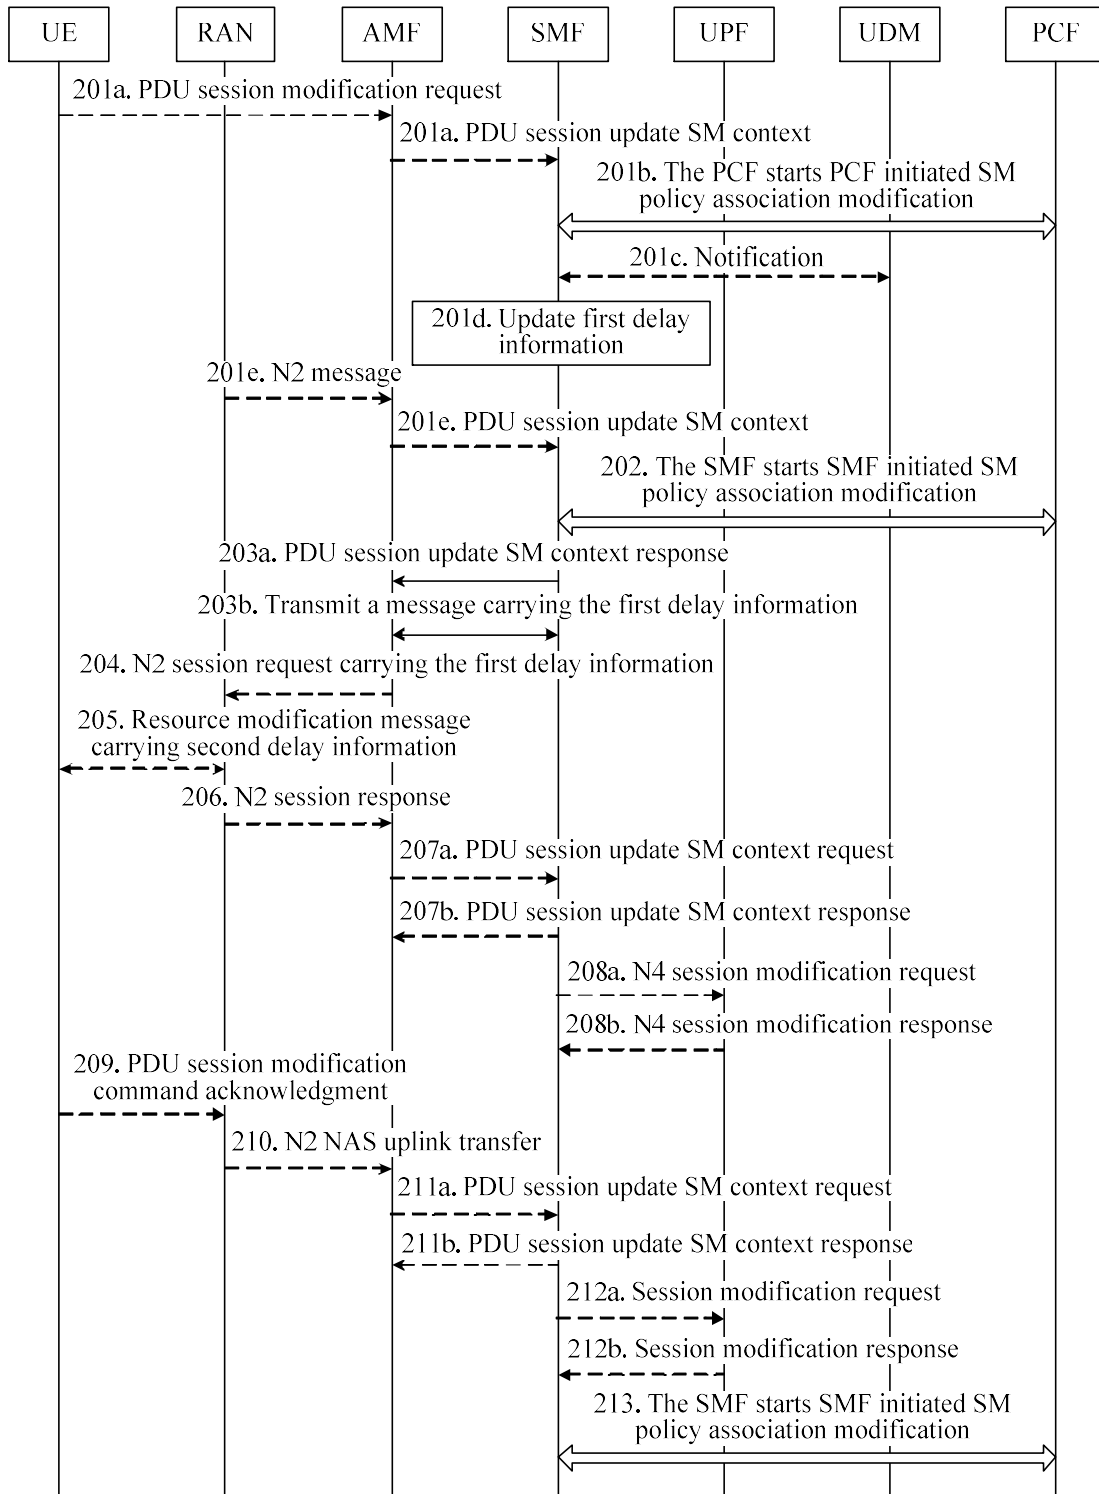 UE RAN AMF SMF UPF UDM PCF
201a. PDU session modification request
201a. PDU session update SM context
201b. The PCF starts PCF initiated SM
policy association modification
201c. Notification
201d. Update first delay
information
201e. N2 message
201e. PDU session update SM context
202. The SMF starts SMF initiated SM
policy association modification
203a. PDU session update SM context response
203b. Transmit a message carrying the first delay information
204. N2 session request carrying the first delay information
205. Resource modification message
carrying second delay information
206. N2 session response
207a. PDU session update SM context request
207b. PDU session update SM context response
208a. N4 session modification request
208b. N4 session modification response
209. PDU session modification
command acknowledgment
210. N2 NAS uplink transfer
211a. PDU session update SM context request
211b. PDU session update SM context response
212a. Session modification request
212b. Session modification response
213. The SMF starts SMF initiated SM
policy association modification